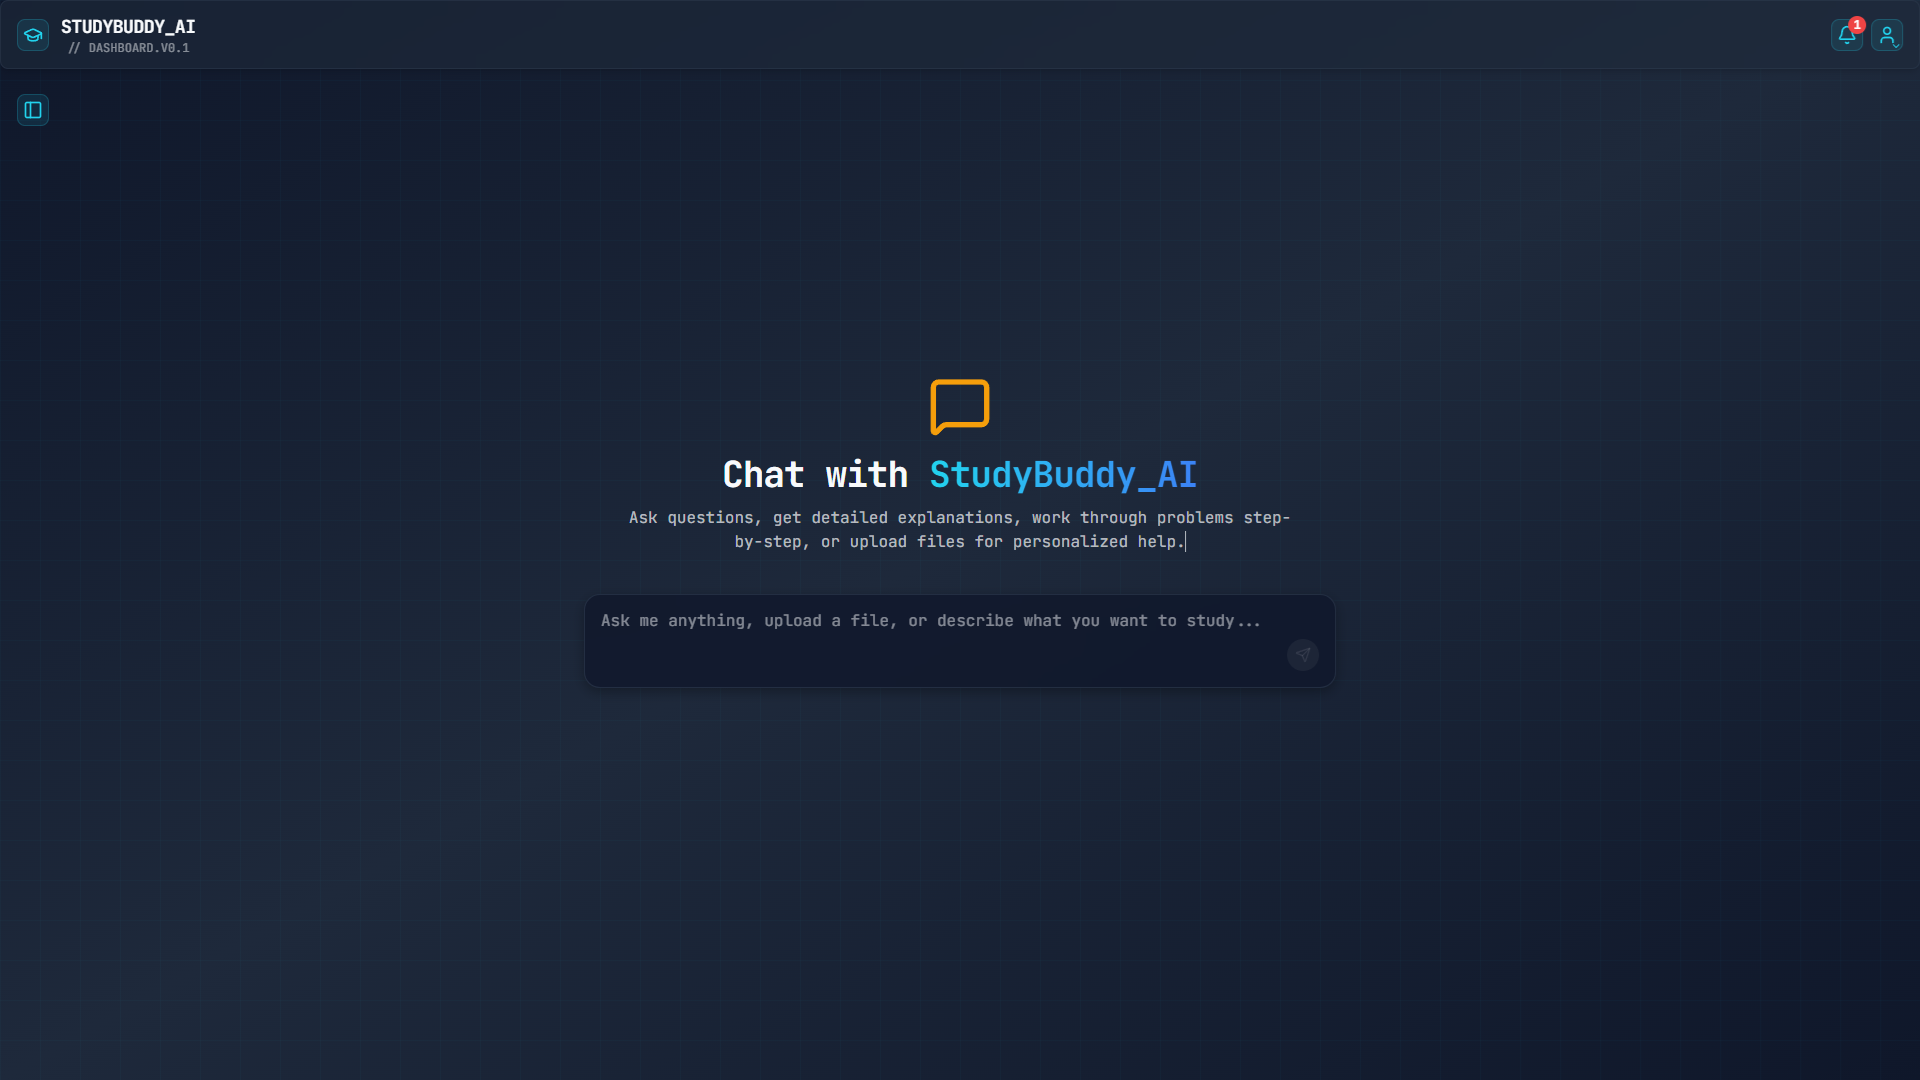 STUDYBUDDY_AI
// DASHBOARD.V0.1
1
Chat with StudyBuddy_AI
Ask questions, get detailed explanations, work through problems step-
by-step, or upload files for personalized help.
Ask me anything, upload a file, or describe what you want to study...